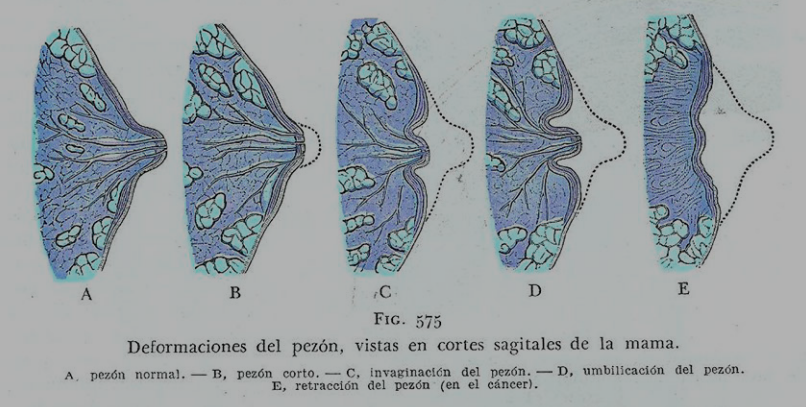 A B C D E
FIG. 575
Deformaciones del pezón, vistas en cortes sagitales de la mama.
A. pezón normal. — B, pezón corto. — C, invaginación del pezón. — D, umbilicación del pezón.
E, retracción del pezón (en el cáncer).